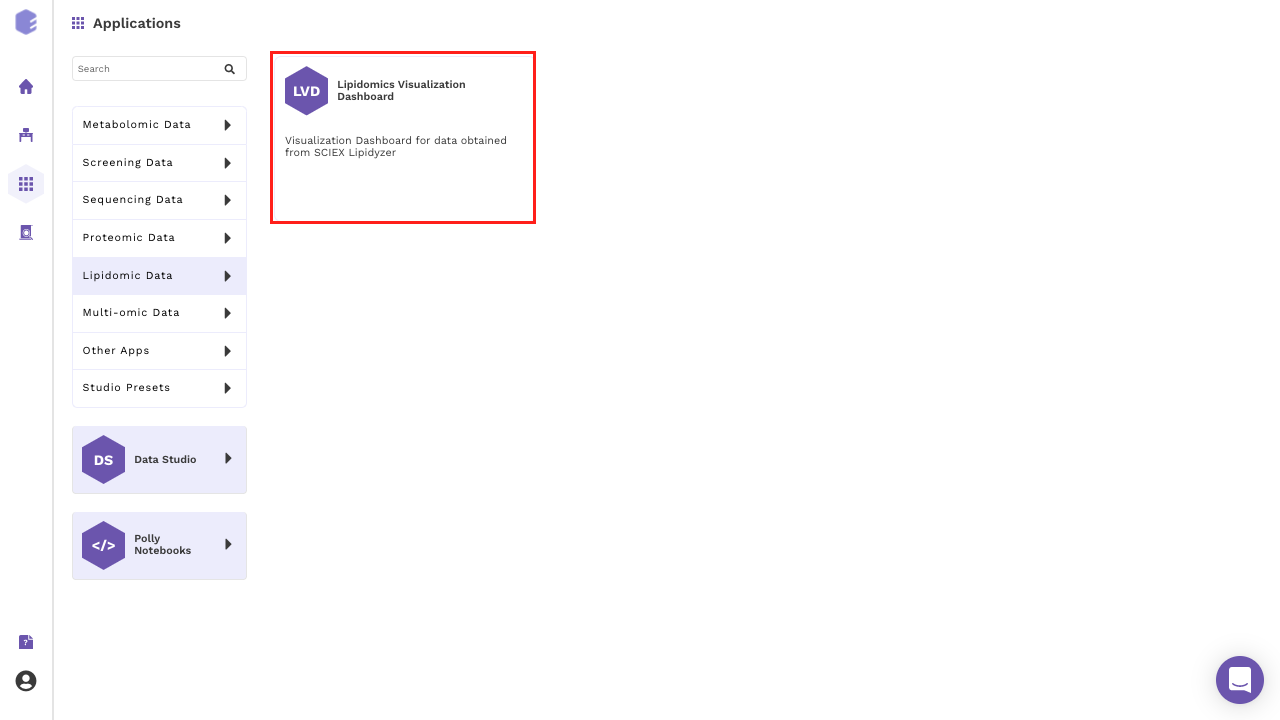 Applications
Search
Metabolomic Data
Screening Data
Sequencing Data
Proteomic Data
Lipidomic Data
Multi-omic Data
Other Apps
Studio Presets
DS
Data Studio
</>
Polly
Notebooks
LVD
Lipidomics Visualization
Dashboard
Visualization Dashboard for data obtained
from SCIEX Lipidyzer
?